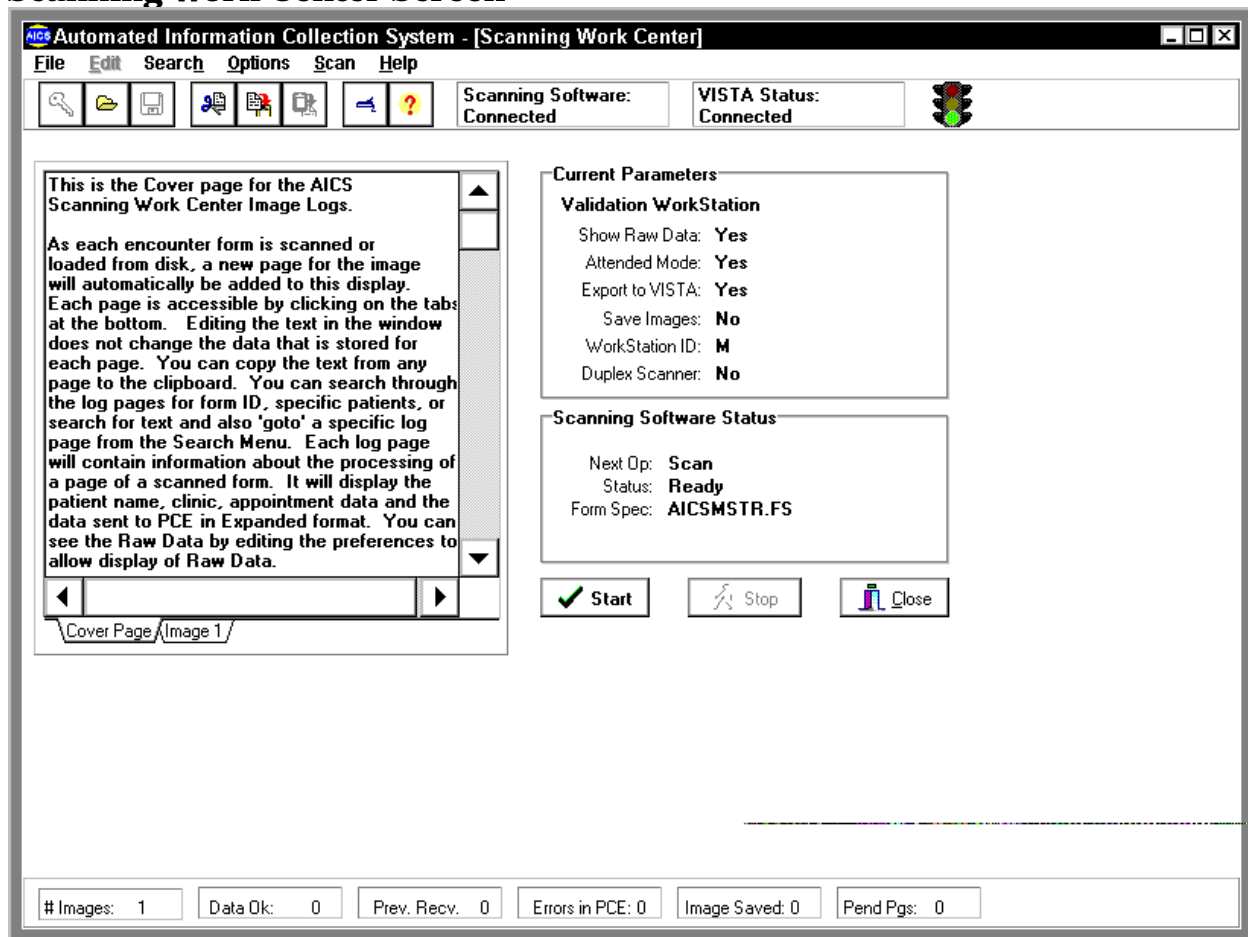 Scanning Work Center Screen
AICS Automated Information Collection System - [Scanning Work Center]
File Edit Search Options Scan Help
Scanning Software: VISTA Status:
Connected Connected
This is the Cover page for the AICS
Scanning Work Center Image Logs.
As each encounter form is scanned or
loaded from disk, a new page for the image
will automatically be added to this display.
Each page is accessible by clicking on the tabs
at the bottom. Editing the text in the window
does not change the data that is stored for
each page. You can copy the text from any
page to the clipboard. You can search through
the log pages for form ID, specific patients, or
search for text and also 'goto' a specific log
page from the Search Menu. Each log page
will contain information about the processing of
a page of a scanned form. It will display the
patient name, clinic, appointment data and the
data sent to PCE in Expanded format. You can
see the Raw Data by editing the preferences to
allow display of Raw Data.
Cover Page Image 1
Current Parameters
Validation WorkStation
Show Raw Data: Yes
Attended Mode: Yes
Export to VISTA: Yes
Save Images: No
WorkStation ID: M
Duplex Scanner: No
Scanning Software Status
Next Op: Scan
Status: Ready
Form Spec: AICSMSTR.FS
Start Stop Close
# Images: 1 Data Ok: 0 Prev. Recv. 0 Errors in PCE: 0 Image Saved: 0 Pend Pgs: 0